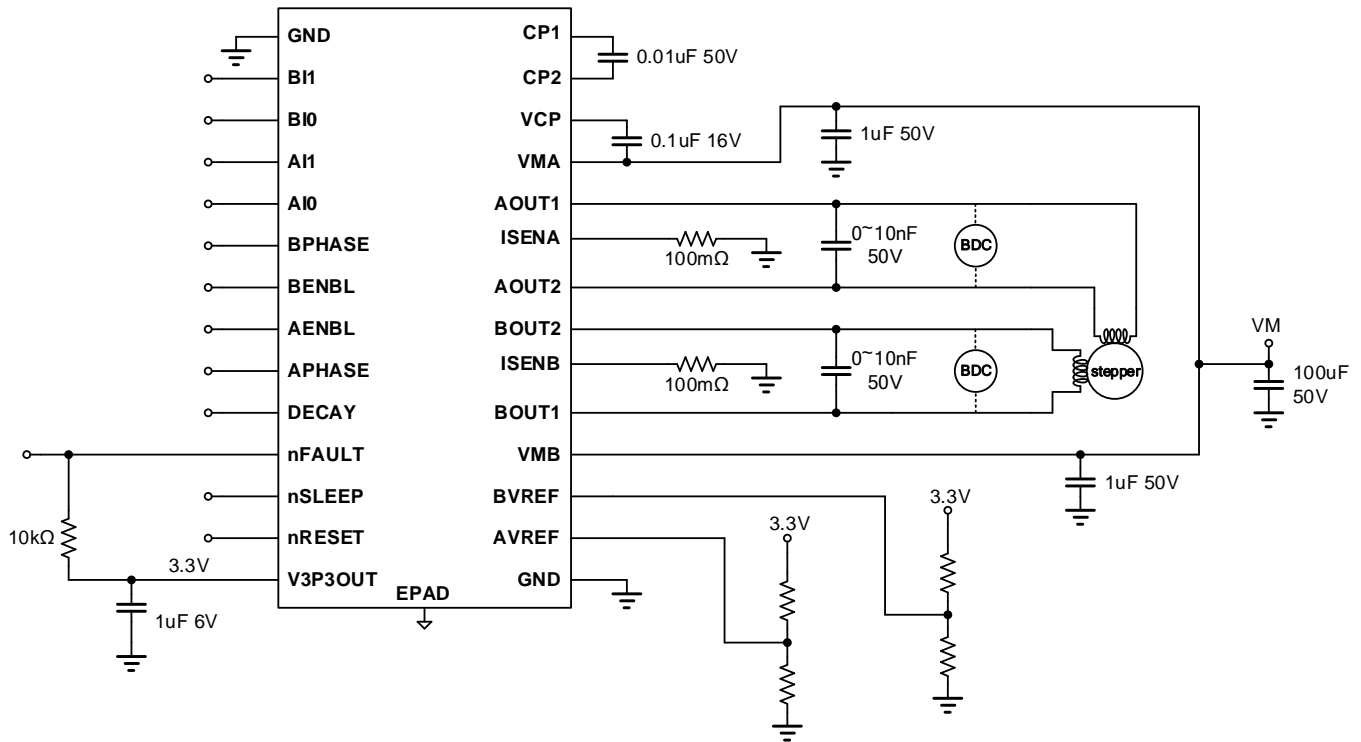 GND
BI1
BI0
AI1
AI0
BPHASE
BENBL
AENBL
APHASE
DECAY
nFAULT
nSLEEP
nRESET
V3P3OUT
EPAD
CP1
CP2
VCP
VMA
AOUT1
ISENA
AOUT2
BOUT2
ISENB
BOUT1
VMB
BVREF
AVREF
GND
10kΩ
3.3V
1uF 6V
0.01uF 50V
0.1uF 16V
1uF 50V
100mΩ
0~10nF
50V
BDC
100mΩ
0~10nF
50V
BDC
stepper
VM
100uF
50V
1uF 50V
3.3V
3.3V